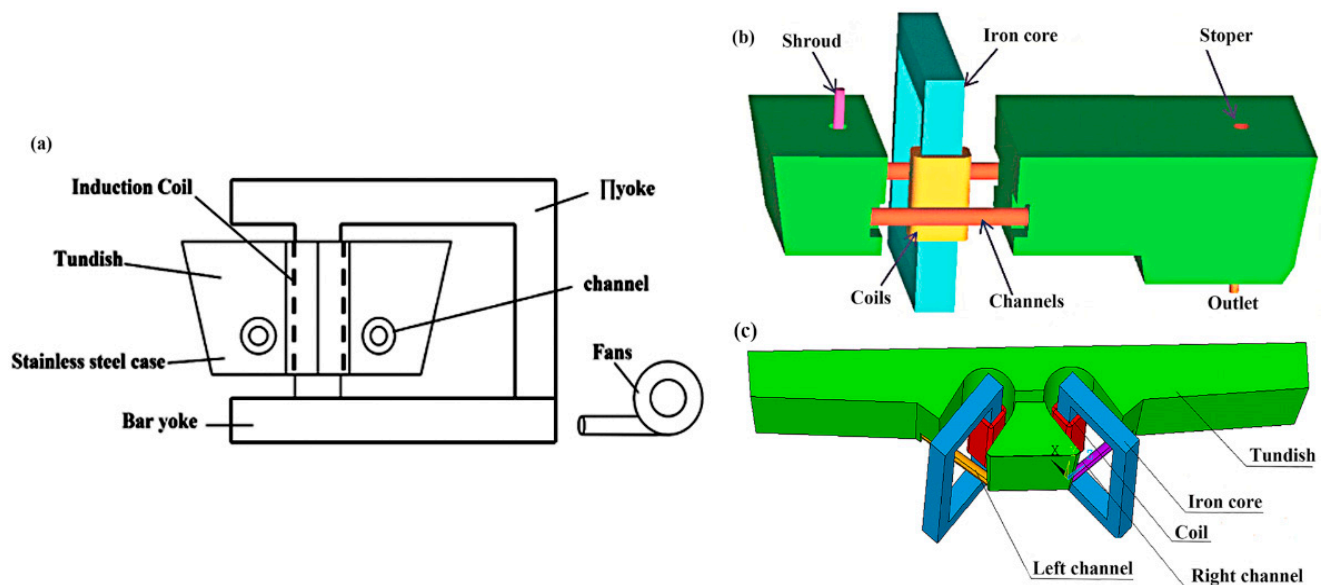 (a)
Induction Coil
∏yoke
Tundish
channel
Stainless steel case
Fans
Bar yoke
(b)
Shroud
Iron core
Stoper
Coils
Channels
Outlet
(c)
X
Tundish
Iron core
Coil
Left channel
Right channel